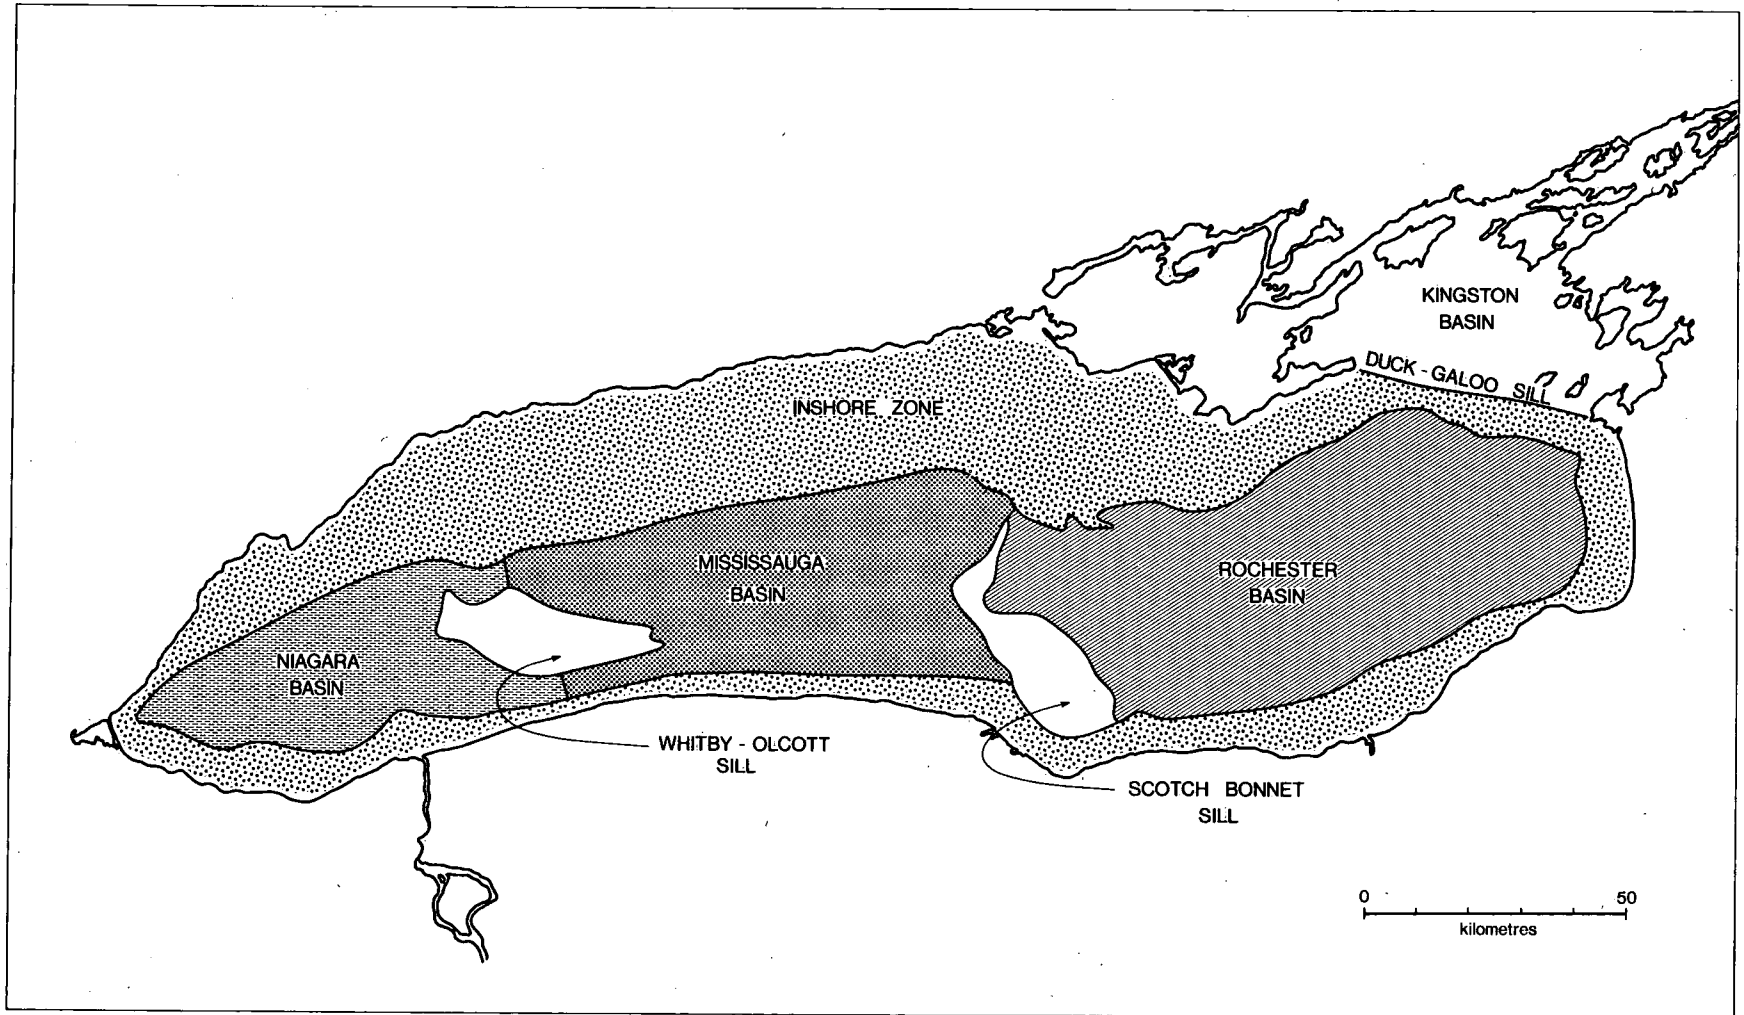 KINGSTON
BASIN
DUCK - GALOO SILL
INSHORE ZONE
MISSISSAUGA
BASIN
ROCHESTER
BASIN
NIAGARA
BASIN
WHITBY - OLCOTT
SILL
SCOTCH BONNET
SILL
0 50
kilometres